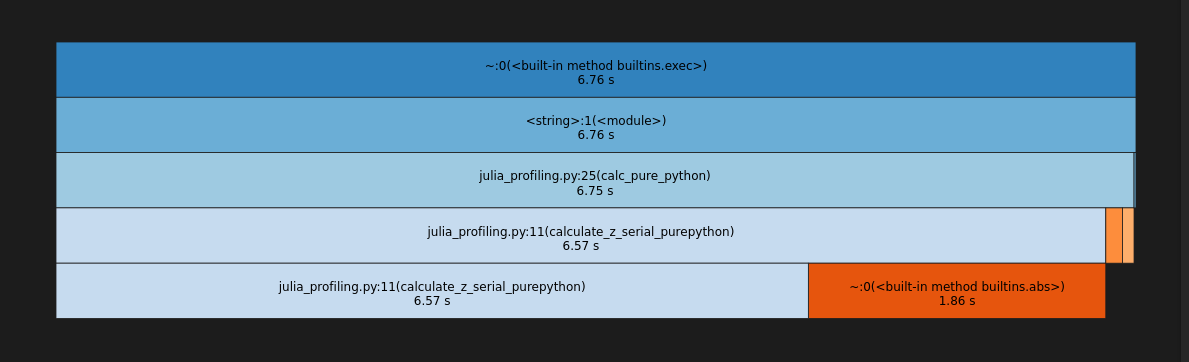 ~:0(<built-in method builtins.exec>)
6.76 s
<string>:1(<module>)
6.76 s
julia_profiling.py:25(calc_pure_python)
6.75 s
julia_profiling.py:11(calculate_z_serial_purepython)
6.57 s
julia_profiling.py:11(calculate_z_serial_purepython)
6.57 s
~:0(<built-in method builtins.abs>)
1.86 s